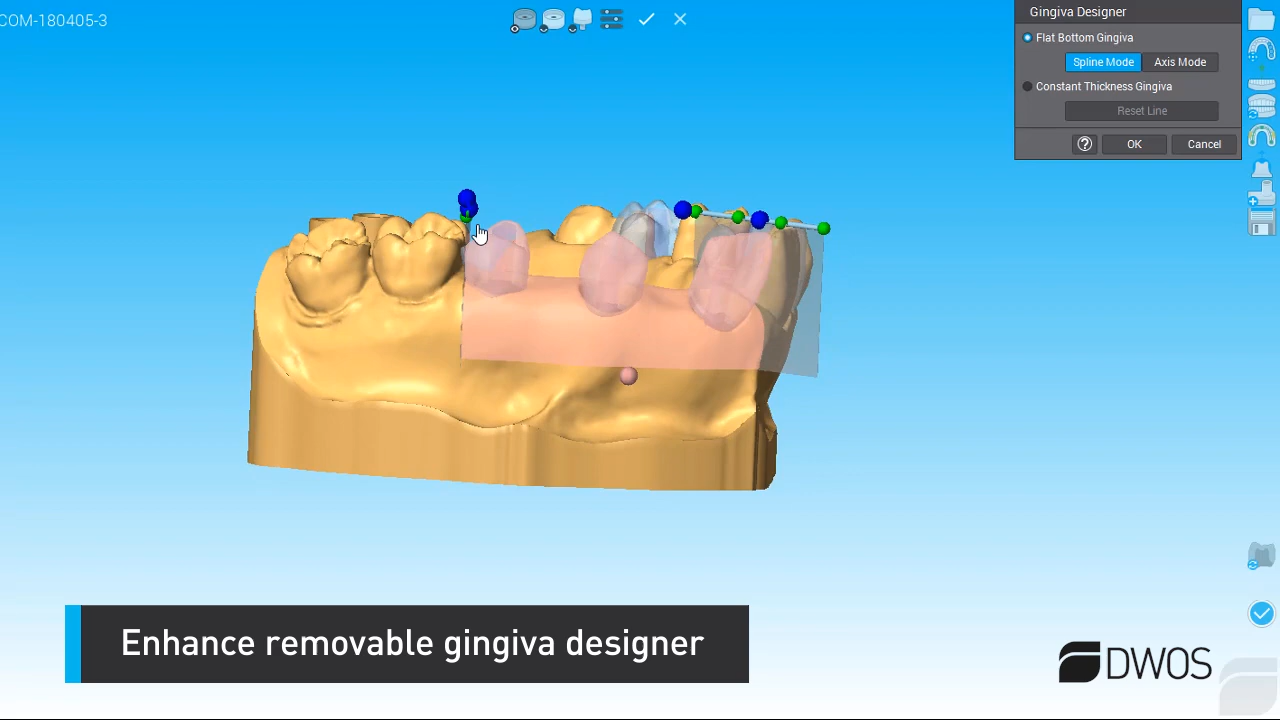 COM-180405-3
Gingiva Designer
Flat Bottom Gingiva
Spline Mode Axis Mode
Constant Thickness Gingiva
Reset Line
? OK Cancel
Enhance removable gingiva designer
DWOS